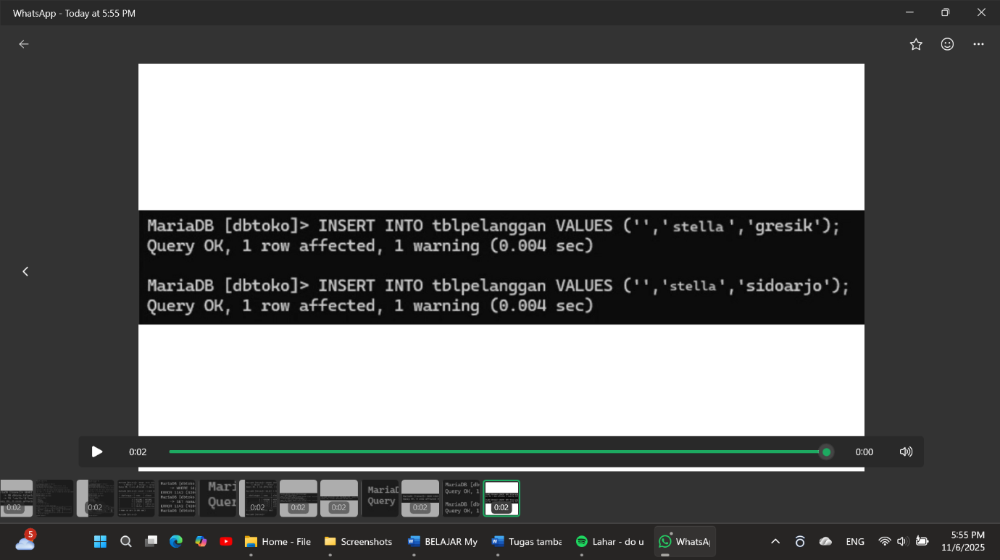 WhatsApp - Today at 5:55 PM
MariaDB [dbtoko]> INSERT INTO tblpelanggan VALUES ('','stella','gresik');
Query OK, 1 row affected, 1 warning (0.004 sec)
MariaDB [dbtoko]> INSERT INTO tblpelanggan VALUES ('','stella','sidoarjo');
Query OK, 1 row affected, 1 warning (0.004 sec)
0:02
0:00
0:02
0:02
0:02
0:02
0:02
0:02
0:02
5
Home - File
Screenshots
BELAJAR My
Tugas tamba
Lahar - do u
WhatsA
ENG
5:55 PM
11/6/2025